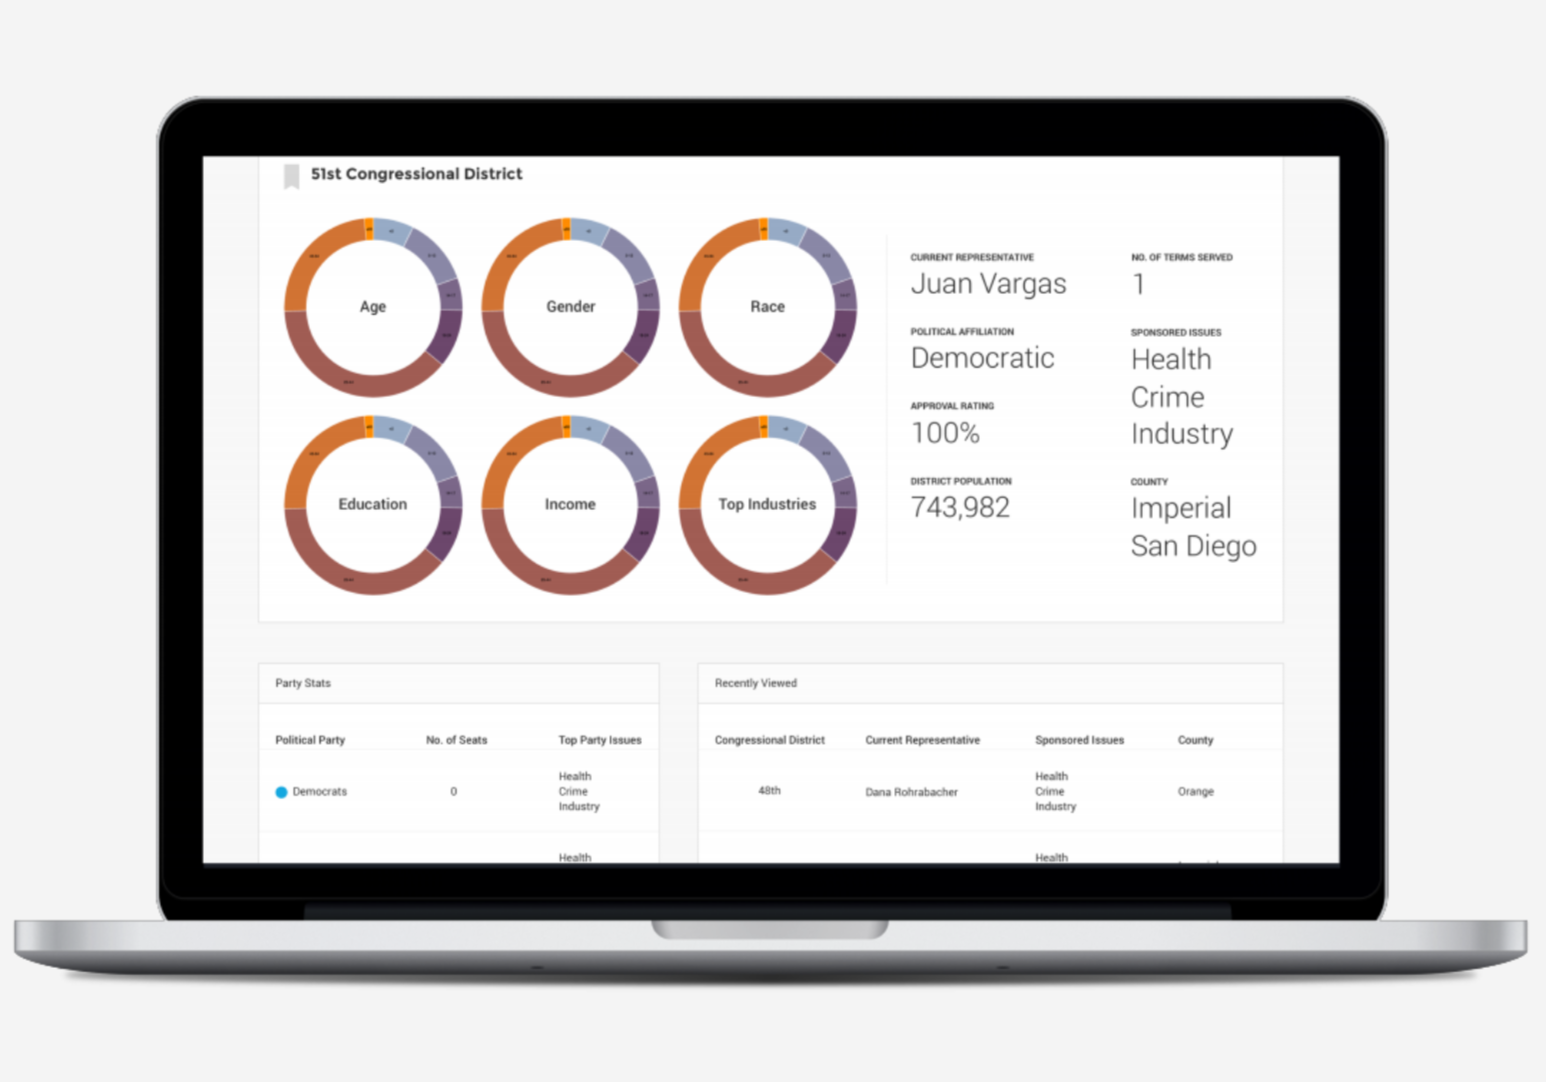 51st Congressional District
Age
Gender
Race
Education
Income
Top Industries
CURRENT REPRESENTATIVE
Juan Vargas
NO. OF TERMS SERVED
1
POLITICAL AFFILIATION
Democratic
SPONSORED ISSUES
Health
Crime
Industry
APPROVAL RATING
100%
DISTRICT POPULATION
743,982
COUNTY
Imperial
San Diego
Party Stats
Political Party No. of Seats Top Party Issues
Democrats 0
Health
Crime
Industry
Health
Recently Viewed
Congressional District Current Representative Sponsored Issues County
48th Dana Rohrabacher
Health
Crime
Industry
Orange
Health